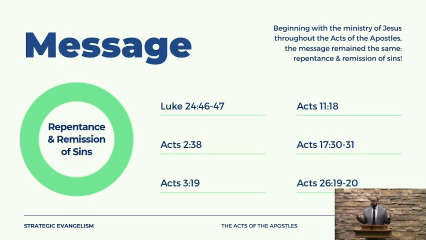 Message
Beginning with the ministry of Jesus
throughout the Acts of the Apostles,
the message remained the same:
repentance & remission of sins!
Repentance
& Remission
of Sins
Luke 24:46-47
Acts 2:38
Acts 3:19
Acts 11:18
Acts 17:30-31
Acts 26:19-20
STRATEGIC EVANGELISM
THE ACTS OF THE APOSTLES